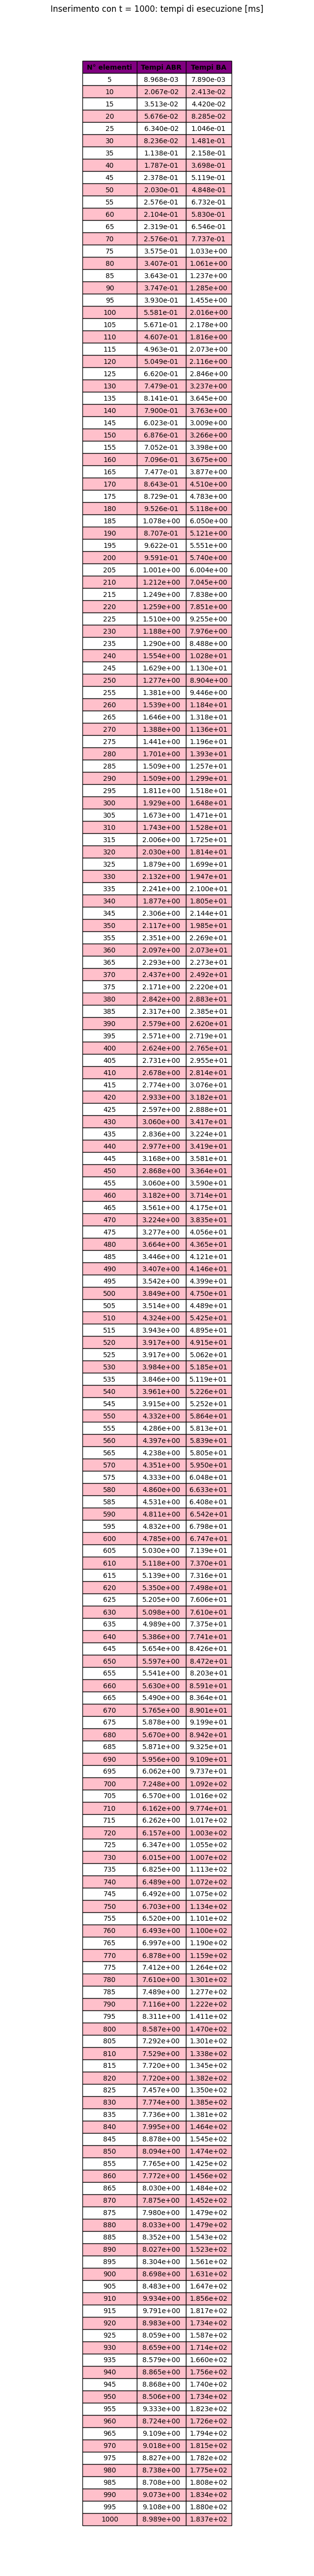 Inserimento con t = 1000: tempi di esecuzione [ms]
N° elementi Tempi ABR Tempi BA
5 8.968e-03 7.890e-03
10 2.067e-02 2.413e-02
15 3.513e-02 4.420e-02
20 5.676e-02 8.285e-02
25 6.340e-02 1.046e-01
30 8.236e-02 1.481e-01
35 1.138e-01 2.158e-01
40 1.787e-01 3.698e-01
45 2.378e-01 5.119e-01
50 2.030e-01 4.848e-01
55 2.576e-01 6.732e-01
60 2.104e-01 5.830e-01
65 2.319e-01 6.546e-01
70 2.576e-01 7.737e-01
75 3.575e-01 1.033e+00
80 3.407e-01 1.061e+00
85 3.643e-01 1.237e+00
90 3.747e-01 1.285e+00
95 3.930e-01 1.455e+00
100 5.581e-01 2.016e+00
105 5.671e-01 2.178e+00
110 4.607e-01 1.816e+00
115 4.963e-01 2.073e+00
120 5.049e-01 2.116e+00
125 6.620e-01 2.846e+00
130 7.479e-01 3.237e+00
135 8.141e-01 3.645e+00
140 7.900e-01 3.763e+00
145 6.023e-01 3.009e+00
150 6.876e-01 3.266e+00
155 7.052e-01 3.398e+00
160 7.096e-01 3.675e+00
165 7.477e-01 3.877e+00
170 8.643e-01 4.510e+00
175 8.729e-01 4.783e+00
180 9.526e-01 5.118e+00
185 1.078e+00 6.050e+00
190 8.707e-01 5.121e+00
195 9.622e-01 5.551e+00
200 9.591e-01 5.740e+00
205 1.001e+00 6.004e+00
210 1.212e+00 7.045e+00
215 1.249e+00 7.838e+00
220 1.259e+00 7.851e+00
225 1.510e+00 9.255e+00
230 1.188e+00 7.976e+00
235 1.290e+00 8.488e+00
240 1.554e+00 1.028e+01
245 1.629e+00 1.130e+01
250 1.277e+00 8.904e+00
255 1.381e+00 9.446e+00
260 1.539e+00 1.184e+01
265 1.646e+00 1.318e+01
270 1.388e+00 1.136e+01
275 1.441e+00 1.196e+01
280 1.701e+00 1.393e+01
285 1.509e+00 1.257e+01
290 1.509e+00 1.299e+01
295 1.811e+00 1.518e+01
300 1.929e+00 1.648e+01
305 1.673e+00 1.471e+01
310 1.743e+00 1.528e+01
315 2.006e+00 1.725e+01
320 2.030e+00 1.814e+01
325 1.879e+00 1.699e+01
330 2.132e+00 1.947e+01
335 2.241e+00 2.100e+01
340 1.877e+00 1.805e+01
345 2.306e+00 2.144e+01
350 2.117e+00 1.985e+01
355 2.351e+00 2.269e+01
360 2.097e+00 2.073e+01
365 2.293e+00 2.273e+01
370 2.437e+00 2.492e+01
375 2.171e+00 2.220e+01
380 2.842e+00 2.883e+01
385 2.317e+00 2.385e+01
390 2.579e+00 2.620e+01
395 2.571e+00 2.719e+01
400 2.624e+00 2.765e+01
405 2.731e+00 2.955e+01
410 2.678e+00 2.814e+01
415 2.774e+00 3.076e+01
420 2.933e+00 3.182e+01
425 2.597e+00 2.888e+01
430 3.060e+00 3.417e+01
435 2.836e+00 3.224e+01
440 2.977e+00 3.419e+01
445 3.168e+00 3.581e+01
450 2.868e+00 3.364e+01
455 3.060e+00 3.590e+01
460 3.182e+00 3.714e+01
465 3.561e+00 4.175e+01
470 3.224e+00 3.835e+01
475 3.277e+00 4.056e+01
480 3.664e+00 4.365e+01
485 3.446e+00 4.121e+01
490 3.407e+00 4.146e+01
495 3.542e+00 4.399e+01
500 3.849e+00 4.750e+01
505 3.514e+00 4.489e+01
510 4.324e+00 5.425e+01
515 3.943e+00 4.895e+01
520 3.917e+00 4.915e+01
525 3.917e+00 5.062e+01
530 3.984e+00 5.185e+01
535 3.846e+00 5.119e+01
540 3.961e+00 5.226e+01
545 3.915e+00 5.252e+01
550 4.332e+00 5.864e+01
555 4.286e+00 5.813e+01
560 4.397e+00 5.839e+01
565 4.238e+00 5.805e+01
570 4.351e+00 5.950e+01
575 4.333e+00 6.048e+01
580 4.860e+00 6.633e+01
585 4.531e+00 6.408e+01
590 4.811e+00 6.542e+01
595 4.832e+00 6.798e+01
600 4.785e+00 6.747e+01
605 5.030e+00 7.139e+01
610 5.118e+00 7.370e+01
615 5.139e+00 7.316e+01
620 5.350e+00 7.498e+01
625 5.205e+00 7.606e+01
630 5.098e+00 7.610e+01
635 4.989e+00 7.375e+01
640 5.386e+00 7.741e+01
645 5.654e+00 8.426e+01
650 5.597e+00 8.472e+01
655 5.541e+00 8.203e+01
660 5.630e+00 8.591e+01
665 5.490e+00 8.364e+01
670 5.765e+00 8.901e+01
675 5.878e+00 9.199e+01
680 5.670e+00 8.942e+01
685 5.871e+00 9.325e+01
690 5.956e+00 9.109e+01
695 6.062e+00 9.737e+01
700 7.248e+00 1.092e+02
705 6.570e+00 1.016e+02
710 6.162e+00 9.774e+01
715 6.262e+00 1.017e+02
720 6.157e+00 1.003e+02
725 6.347e+00 1.055e+02
730 6.015e+00 1.007e+02
735 6.825e+00 1.113e+02
740 6.489e+00 1.072e+02
745 6.492e+00 1.075e+02
750 6.703e+00 1.134e+02
755 6.520e+00 1.101e+02
760 6.493e+00 1.100e+02
765 6.997e+00 1.190e+02
770 6.878e+00 1.159e+02
775 7.412e+00 1.264e+02
780 7.610e+00 1.301e+02
785 7.489e+00 1.277e+02
790 7.116e+00 1.222e+02
795 8.311e+00 1.411e+02
800 8.587e+00 1.470e+02
805 7.292e+00 1.301e+02
810 7.529e+00 1.338e+02
815 7.720e+00 1.345e+02
820 7.720e+00 1.382e+02
825 7.457e+00 1.350e+02
830 7.774e+00 1.385e+02
835 7.736e+00 1.381e+02
840 7.995e+00 1.464e+02
845 8.878e+00 1.545e+02
850 8.094e+00 1.474e+02
855 7.765e+00 1.425e+02
860 7.772e+00 1.456e+02
865 8.030e+00 1.484e+02
870 7.875e+00 1.452e+02
875 7.980e+00 1.479e+02
880 8.033e+00 1.479e+02
885 8.352e+00 1.543e+02
890 8.027e+00 1.523e+02
895 8.304e+00 1.561e+02
900 8.698e+00 1.631e+02
905 8.483e+00 1.647e+02
910 9.934e+00 1.856e+02
915 9.791e+00 1.817e+02
920 8.983e+00 1.734e+02
925 8.059e+00 1.587e+02
930 8.659e+00 1.714e+02
935 8.579e+00 1.660e+02
940 8.865e+00 1.756e+02
945 8.868e+00 1.740e+02
950 8.506e+00 1.734e+02
955 9.333e+00 1.823e+02
960 8.724e+00 1.726e+02
965 9.109e+00 1.794e+02
970 9.018e+00 1.815e+02
975 8.827e+00 1.782e+02
980 8.738e+00 1.775e+02
985 8.708e+00 1.808e+02
990 9.073e+00 1.834e+02
995 9.108e+00 1.880e+02
1000 8.989e+00 1.837e+02